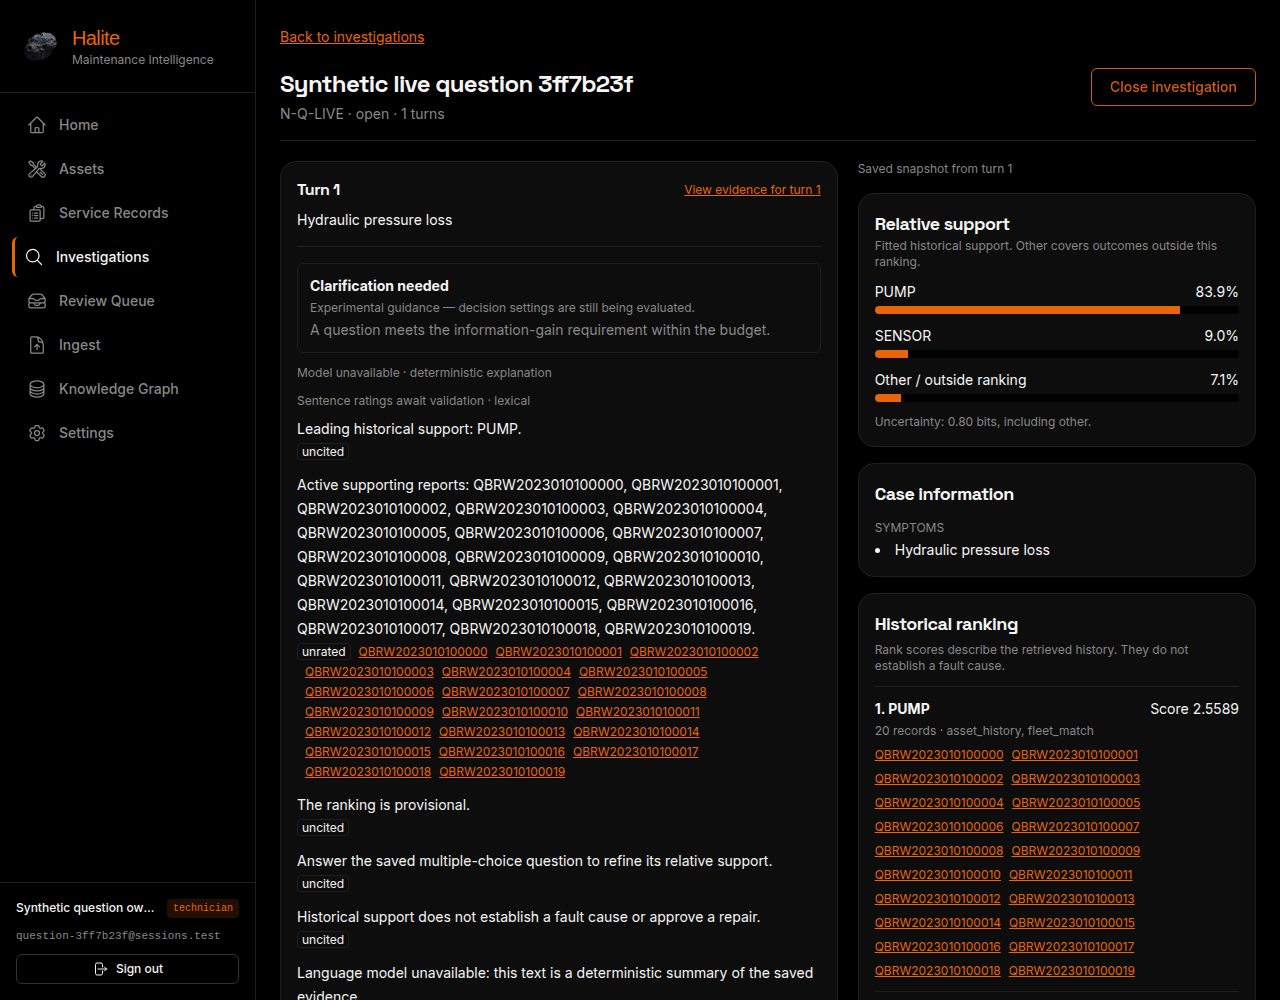 Halite
Maintenance Intelligence
Home
Assets
Service Records
Investigations
Review Queue
Ingest
Knowledge Graph
Settings
Synthetic question ow...
technician
question-3ff7b23f@sessions.test
Sign out
Back to investigations
Synthetic live question 3ff7b23f
N-Q-LIVE · open · 1 turns
Close investigation
Turn 1
View evidence for turn 1
Hydraulic pressure loss
Clarification needed
Experimental guidance — decision settings are still being evaluated.
A question meets the information-gain requirement within the budget.
Model unavailable · deterministic explanation
Sentence ratings await validation · lexical
Leading historical support: PUMP.
uncited
Active supporting reports: QBRW2023010100000, QBRW2023010100001,
QBRW2023010100002, QBRW2023010100003, QBRW2023010100004,
QBRW2023010100005, QBRW2023010100006, QBRW2023010100007,
QBRW2023010100008, QBRW2023010100009, QBRW2023010100010,
QBRW2023010100011, QBRW2023010100012, QBRW2023010100013,
QBRW2023010100014, QBRW2023010100015, QBRW2023010100016,
QBRW2023010100017, QBRW2023010100018, QBRW2023010100019.
unrated QBRW2023010100000 QBRW2023010100001 QBRW2023010100002
QBRW2023010100003 QBRW2023010100004 QBRW2023010100005
QBRW2023010100006 QBRW2023010100007 QBRW2023010100008
QBRW2023010100009 QBRW2023010100010 QBRW2023010100011
QBRW2023010100012 QBRW2023010100013 QBRW2023010100014
QBRW2023010100015 QBRW2023010100016 QBRW2023010100017
QBRW2023010100018 QBRW2023010100019
The ranking is provisional.
uncited
Answer the saved multiple-choice question to refine its relative support.
uncited
Historical support does not establish a fault cause or approve a repair.
uncited
Language model unavailable: this text is a deterministic summary of the saved
evidence.
Saved snapshot from turn 1
Relative support
Fitted historical support. Other covers outcomes outside this
ranking.
PUMP 83.9%
SENSOR 9.0%
Other / outside ranking 7.1%
Uncertainty: 0.80 bits, including other.
Case information
SYMPTOMS
• Hydraulic pressure loss
Historical ranking
Rank scores describe the retrieved history. They do not
establish a fault cause.
1. PUMP Score 2.5589
20 records · asset_history, fleet_match
QBRW2023010100000 QBRW2023010100001
QBRW2023010100002 QBRW2023010100003
QBRW2023010100004 QBRW2023010100005
QBRW2023010100006 QBRW2023010100007
QBRW2023010100008 QBRW2023010100009
QBRW2023010100010 QBRW2023010100011
QBRW2023010100012 QBRW2023010100013
QBRW2023010100014 QBRW2023010100015
QBRW2023010100016 QBRW2023010100017
QBRW2023010100018 QBRW2023010100019